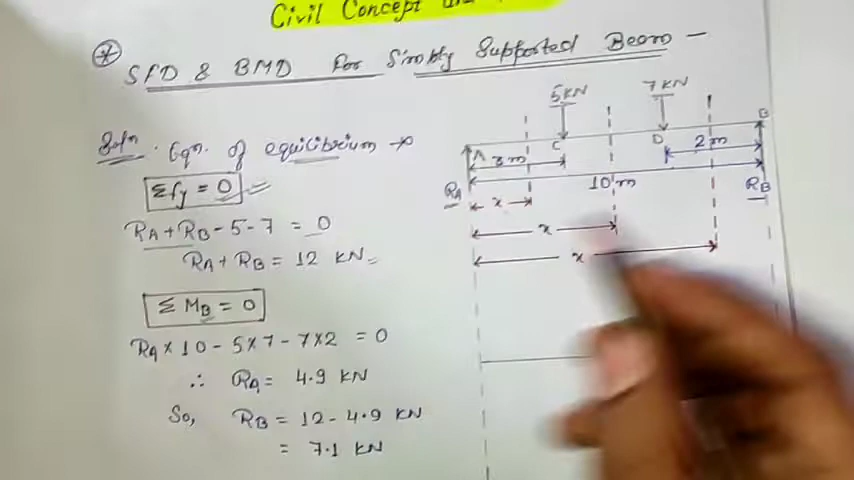 Civil Concept
SFD & BMD For Simply Supported Beam -
Soln. Eqn. of equilibrium →
Σfy = 0
RA + RB - 5 - 7 = 0
RA + RB = 12 KN
Σ MB = 0
RA × 10 - 5×7 - 7×2 = 0
∴ RA = 4.9 KN
So, RB = 12 - 4.9 KN
= 7.1 KN
5KN 7KN
A C D B
3m 2m
RA 10m RB
x
x
x